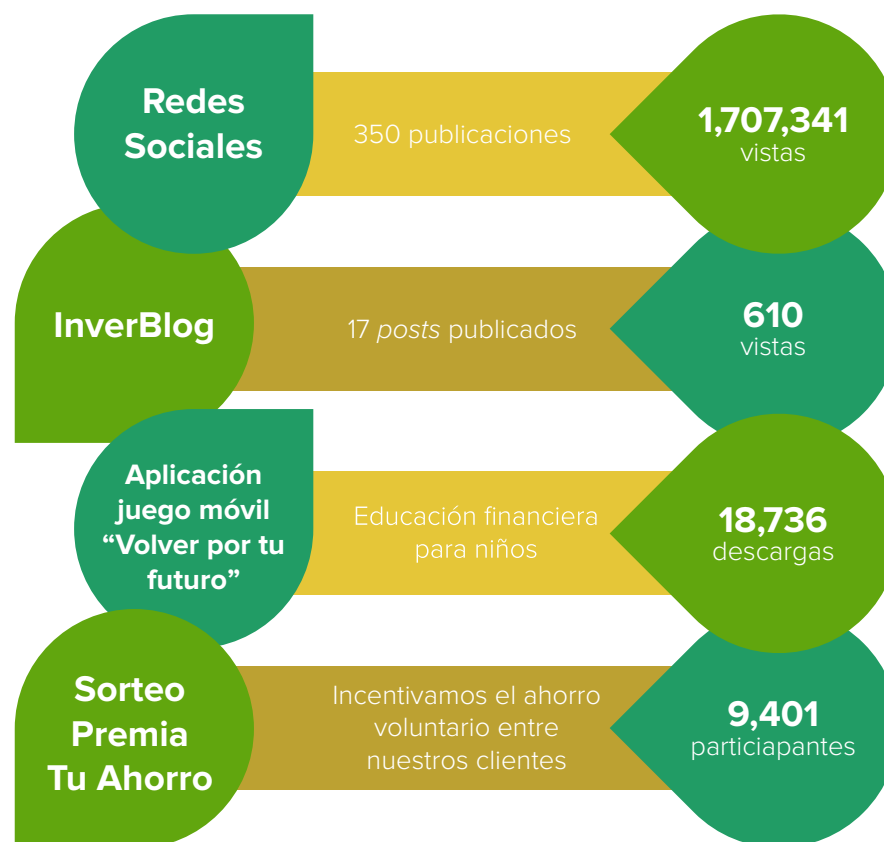 Redes
Sociales
350 publicaciones
1,707,341
vistas
InverBlog
17 posts publicados
610
vistas
Aplicación
juego móvil
“Volver por tu
futuro”
Educación financiera
para niños
18,736
descargas
Sorteo
Premia
Tu Ahorro
Incentivamos el ahorro
voluntario entre
nuestros clientes
9,401
particiapantes